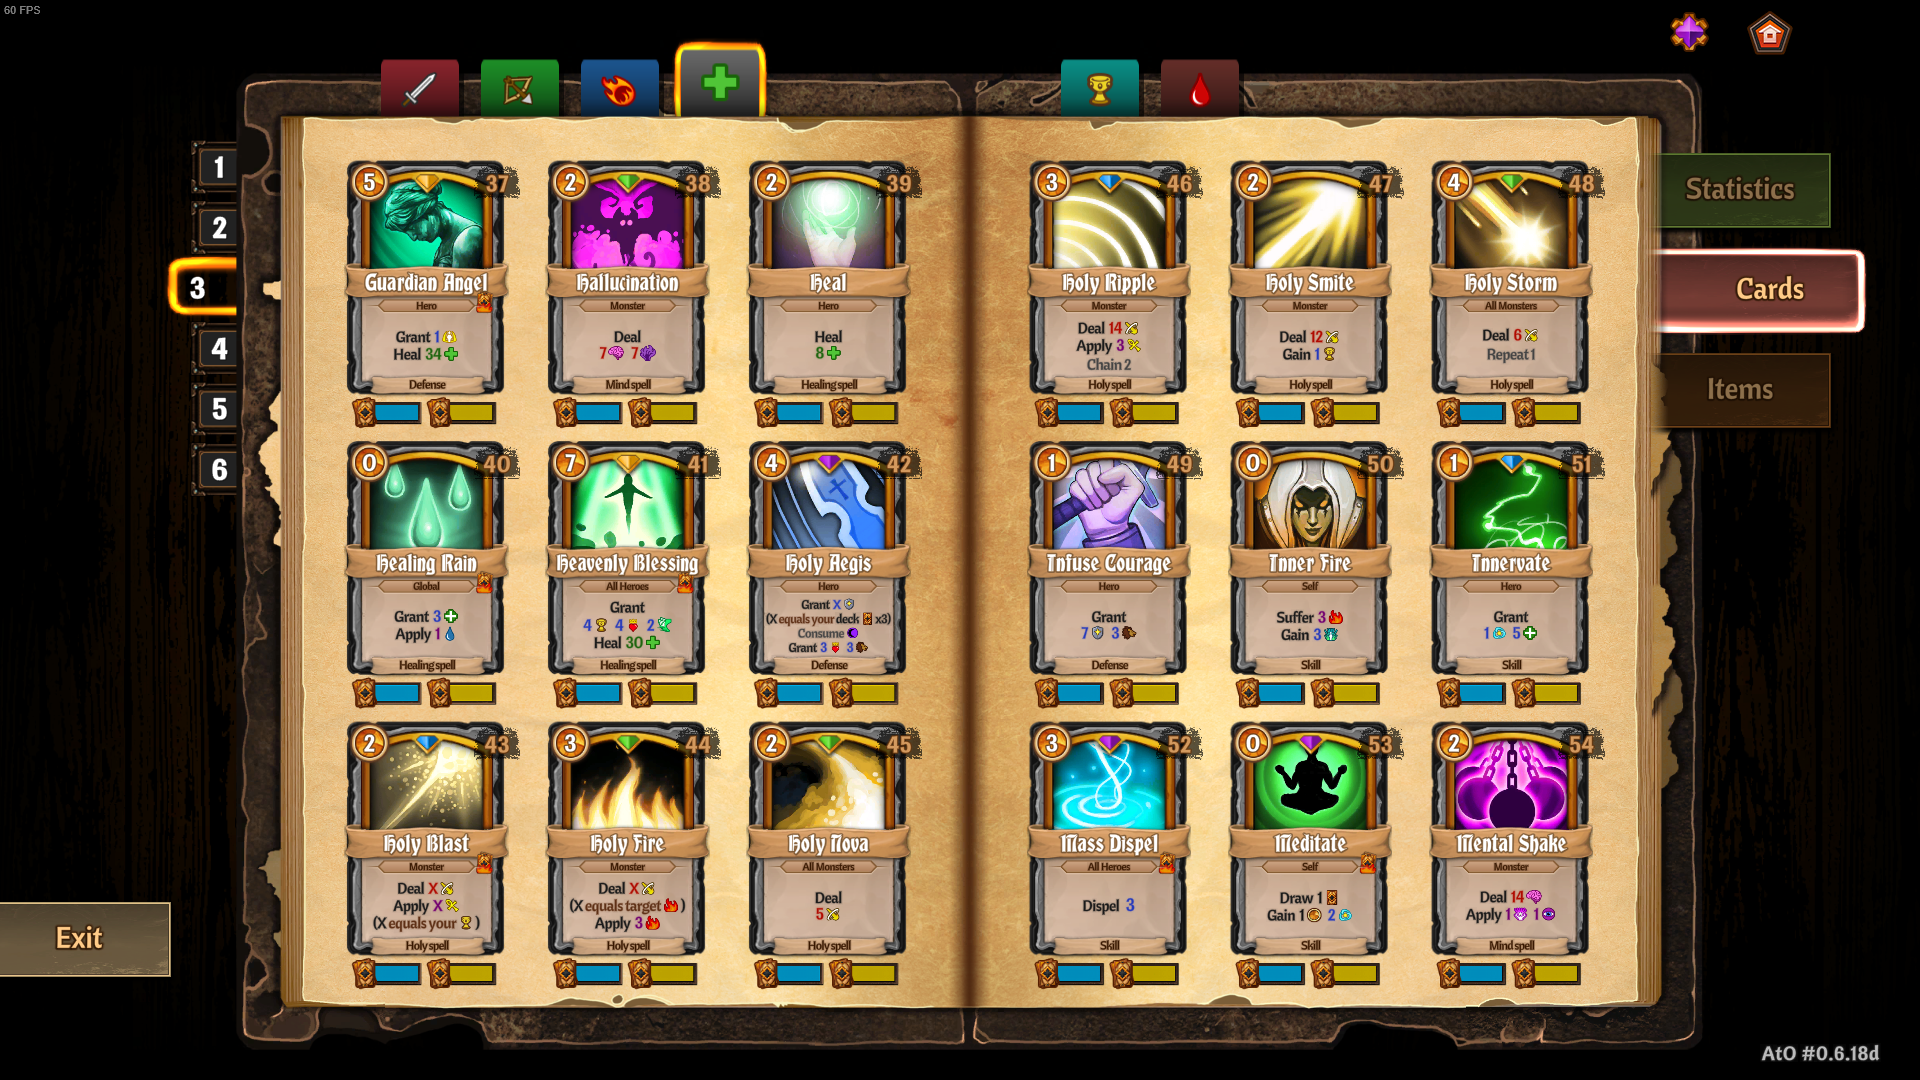 60 FPS
1
2
3
4
5
6
Statistics
Cards
Items
Exit
5 37
Guardian Angel
Hero
Grant 1
Heal 34
Defense
2 38
Hallucination
Monster
Deal
7 7
Mind spell
2 39
Heal
Hero
Heal
8
Healing spell
0 40
Healing Rain
Global
Grant 3
Apply 1
Healing spell
7 41
Heavenly Blessing
All Heroes
Grant
4 4 2
Heal 30
Healing spell
4 42
Holy Aegis
Hero
Grant X
(X equals your deck x3)
Consume
Grant 3 3
Defense
2 43
Holy Blast
Monster
Deal X
Apply X
(X equals your )
Holy spell
3 44
Holy Fire
Monster
Deal X
(X equals target )
Apply 3
Holy spell
2 45
Holy Nova
All Monsters
Deal
5
Holy spell
3 46
Holy Ripple
Monster
Deal 14
Apply 3
Chain 2
Holy spell
2 47
Holy Smite
Monster
Deal 12
Gain 1
Holy spell
4 48
Holy Storm
All Monsters
Deal 6
Repeat 1
Holy spell
1 49
Infuse Courage
Hero
Grant
7 3
Defense
0 50
Inner Fire
Self
Suffer 3
Gain 3
Skill
1 51
Innervate
Hero
Grant
1 5
Skill
3 52
Mass Dispel
All Heroes
Dispel 3
Skill
0 53
Meditate
Self
Draw 1
Gain 1 2
Skill
2 54
Mental Shake
Monster
Deal 14
Apply 1 1
Mind spell
AtO #0.6.18d